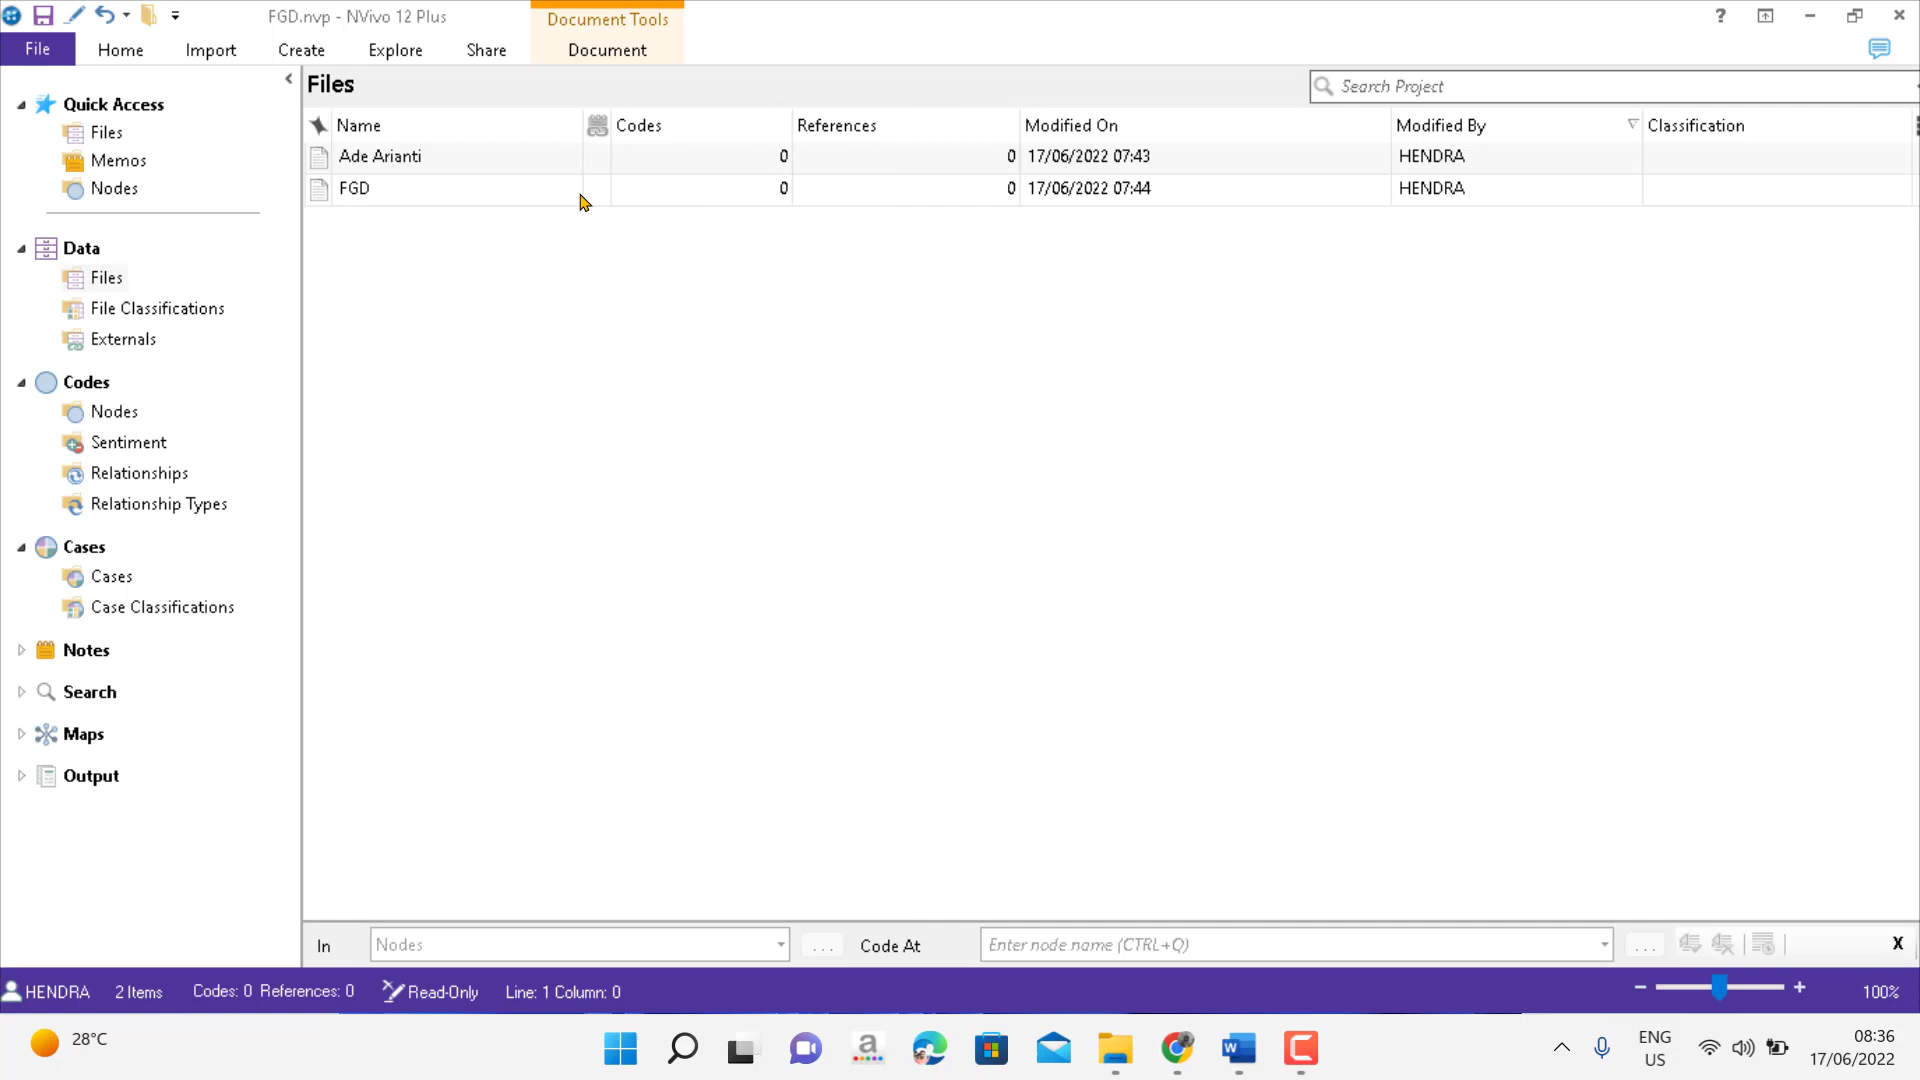 FGD.nvp - NVivo 12 Plus
Document Tools
?
File Home Import Create Explore Share Document
Quick Access
Files
Memos
Nodes
Data
Files
File Classifications
Externals
Codes
Nodes
Sentiment
Relationships
Relationship Types
Cases
Cases
Case Classifications
Notes
Search
Maps
Output
Files
Search Project
Name Codes References Modified On Modified By Classification
Ade Arianti 0 0 17/06/2022 07:43 HENDRA
FGD 0 0 17/06/2022 07:44 HENDRA
In Nodes ... Code At Enter node name (CTRL+Q) ... X
HENDRA 2 Items Codes: 0 References: 0 Read-Only Line: 1 Column: 0 100%
28°C
ENG
US
08:36
17/06/2022